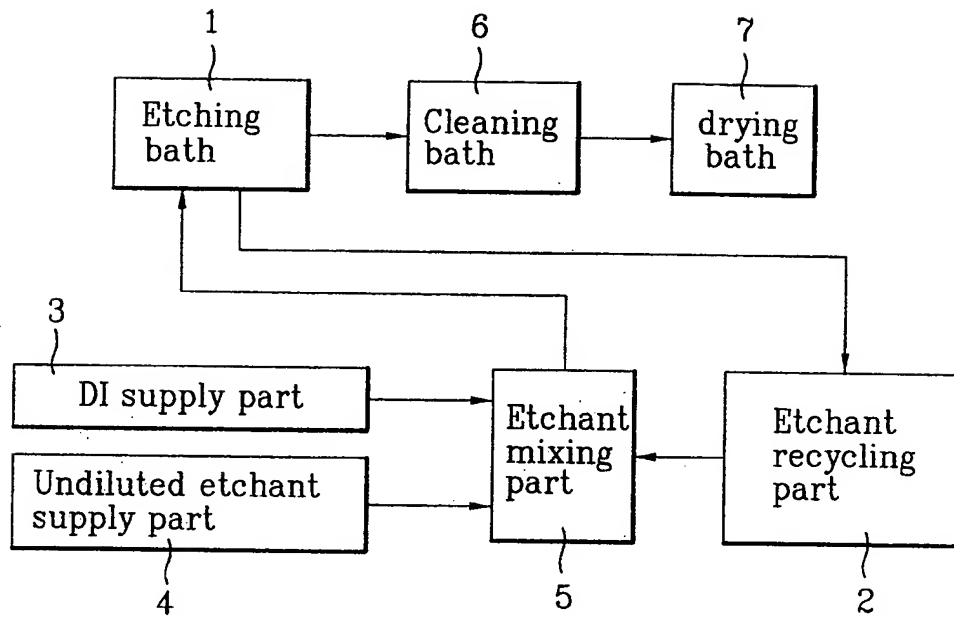 1
6
7
Etching
bath
Cleaning
bath
drying
bath
3
DI supply part
Undiluted etchant
supply part
4
Etchant
mixing
part
5
Etchant
recycling
part
2